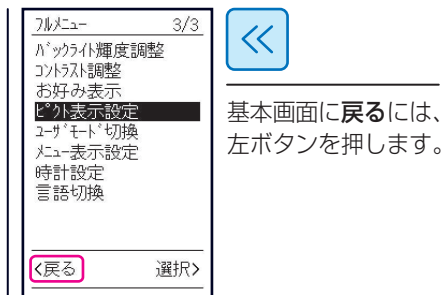 フルメニュー 3/3
バックライト輝度調整
コントラスト調整
お好み表示
ピクト表示設定
ユーザモード切換
メニュー表示設定
時計設定
言語切換
<戻る 選択>
基本画面に戻るには、
左ボタンを押します。